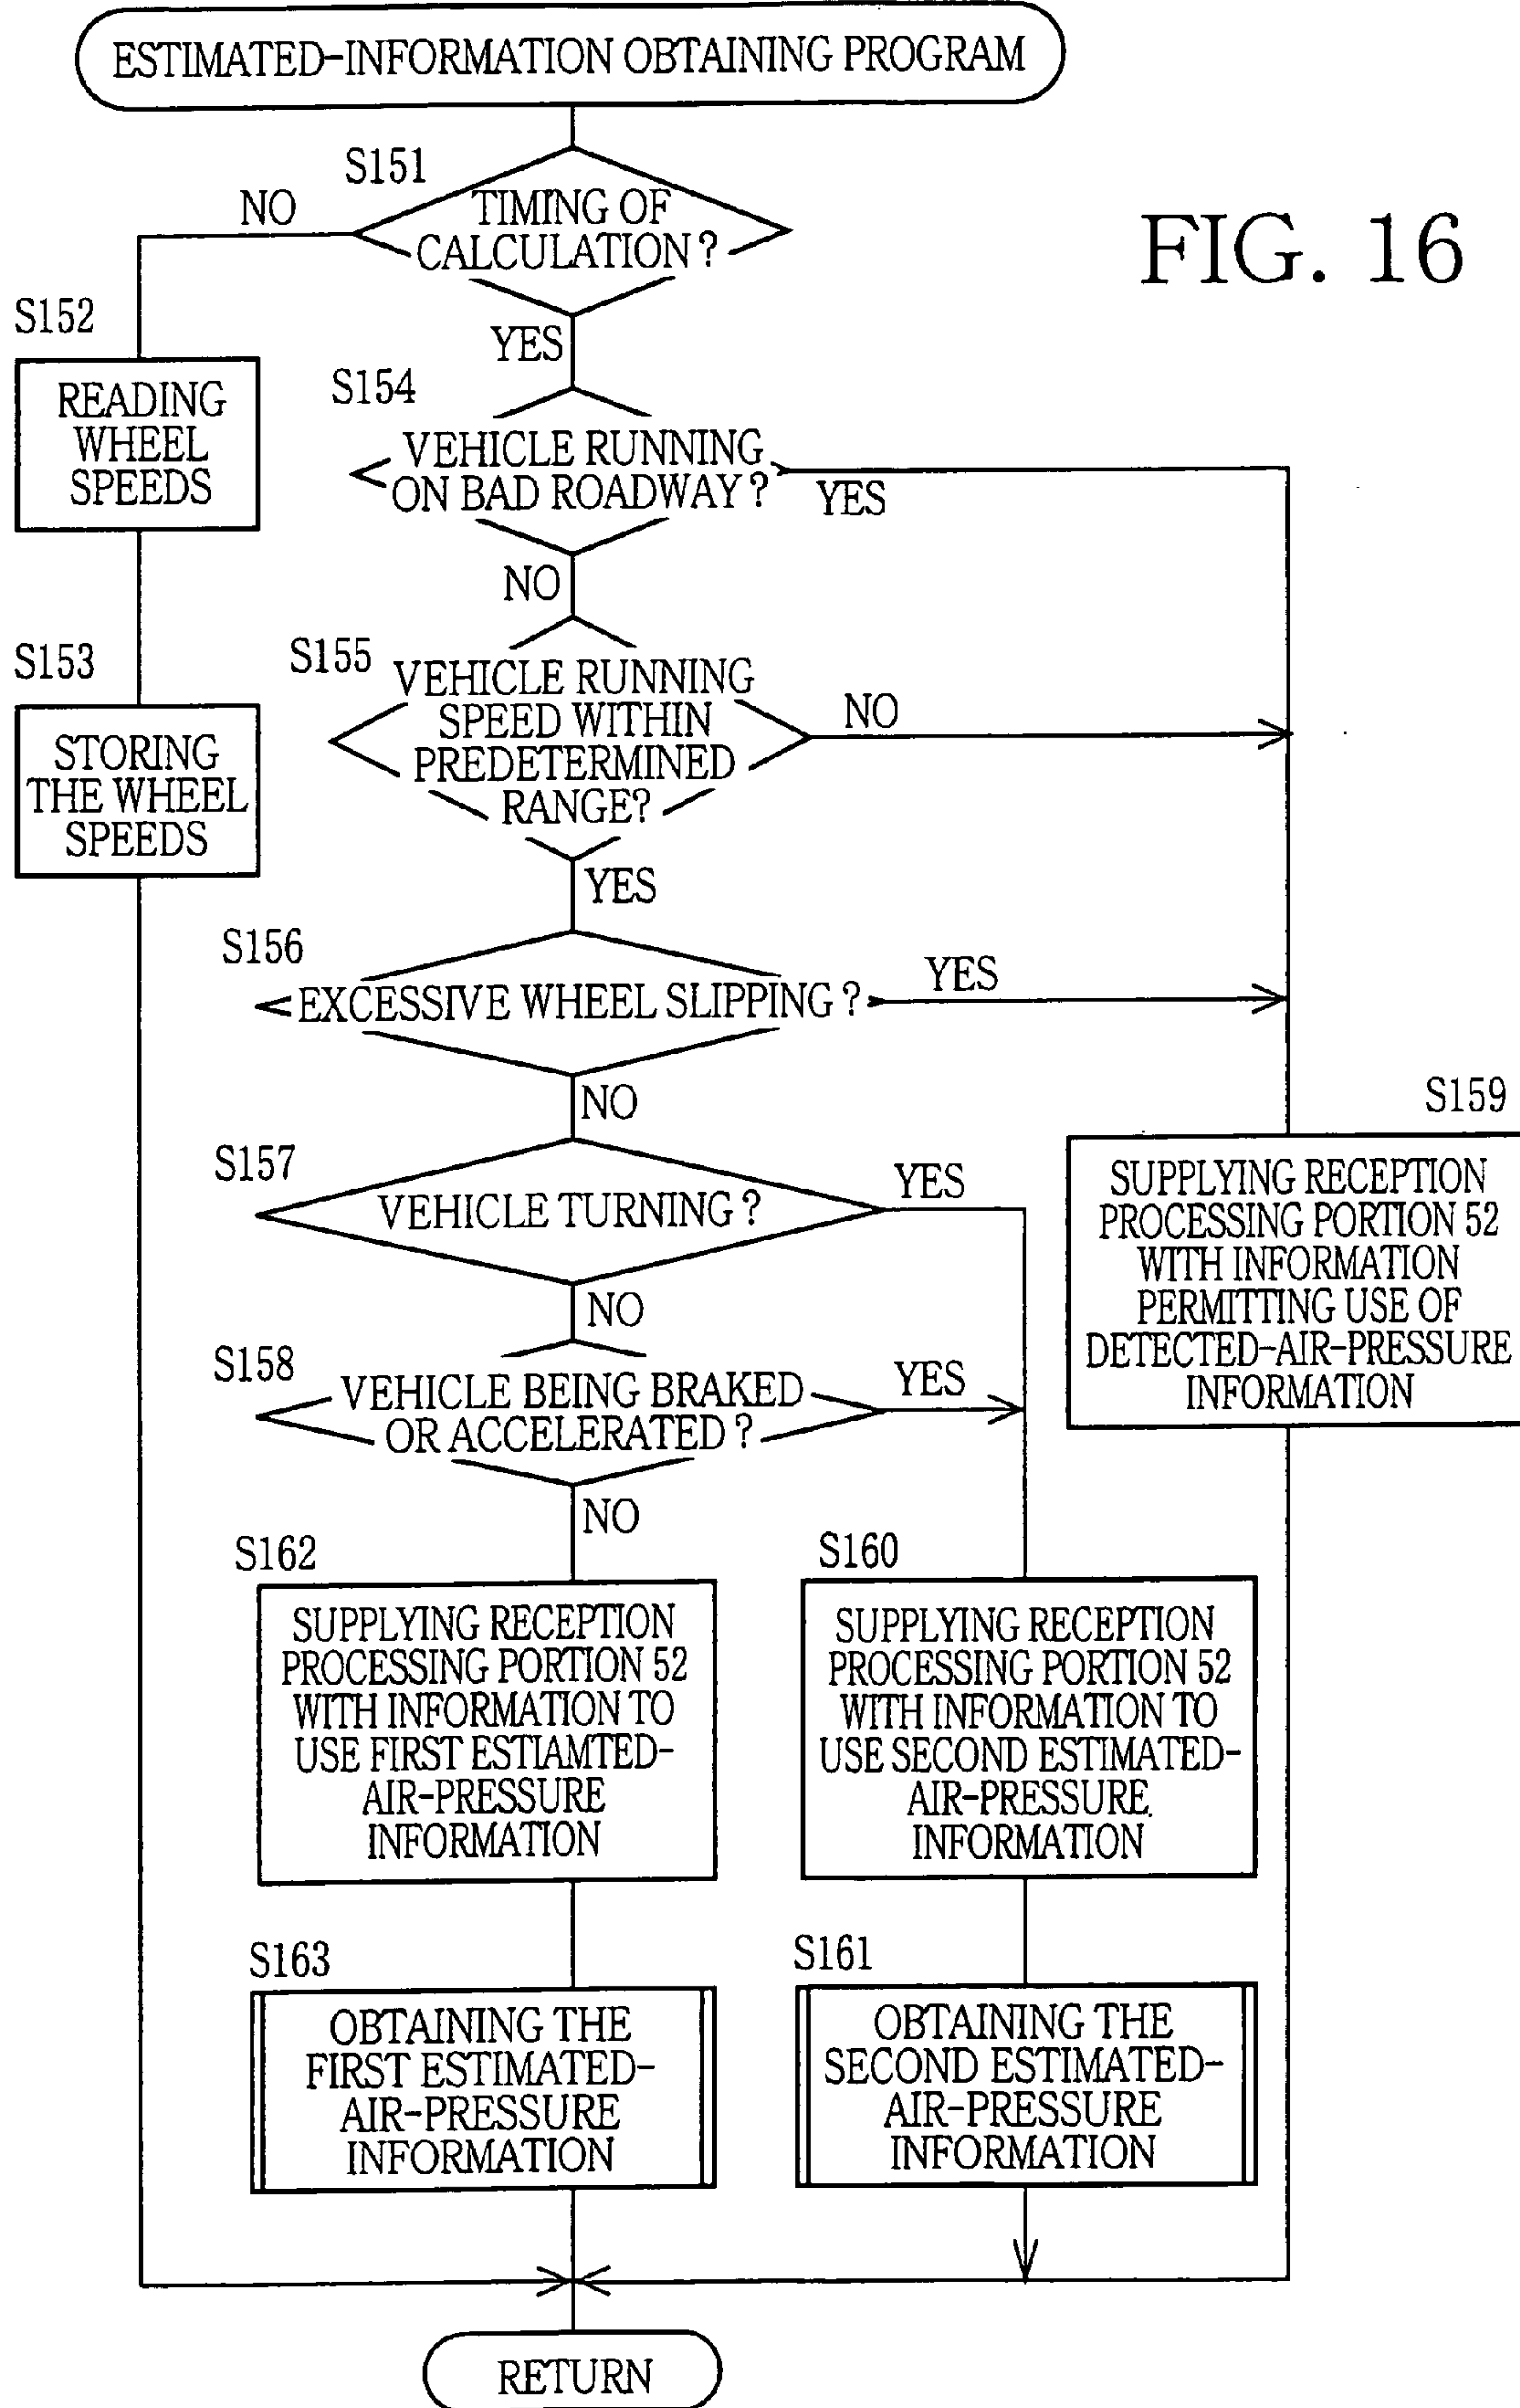 ESTIMATED-INFORMATION OBTAINING PROGRAM
FIG. 16
S151
TIMING OF
CALCULATION?
NO
YES
S152
READING
WHEEL
SPEEDS
S153
STORING
THE WHEEL
SPEEDS
S154
VEHICLE RUNNING
ON BAD ROADWAY?
YES
NO
S155
VEHICLE RUNNING
SPEED WITHIN
PREDETERMINED
RANGE?
NO
YES
S156
EXCESSIVE WHEEL SLIPPING?
YES
NO
S157
VEHICLE TURNING?
YES
NO
S158
VEHICLE BEING BRAKED
OR ACCELERATED?
YES
NO
S159
SUPPLYING RECEPTION
PROCESSING PORTION 52
WITH INFORMATION
PERMITTING USE OF
DETECTED-AIR-PRESSURE
INFORMATION
S162
SUPPLYING RECEPTION
PROCESSING PORTION 52
WITH INFORMATION TO
USE FIRST ESTIAMTED-
AIR-PRESSURE
INFORMATION
S160
SUPPLYING RECEPTION
PROCESSING PORTION 52
WITH INFORMATION TO
USE SECOND ESTIMATED-
AIR-PRESSURE
INFORMATION
S163
OBTAINING THE
FIRST ESTIMATED-
AIR-PRESSURE
INFORMATION
S161
OBTAINING THE
SECOND ESTIMATED-
AIR-PRESSURE
INFORMATION
RETURN